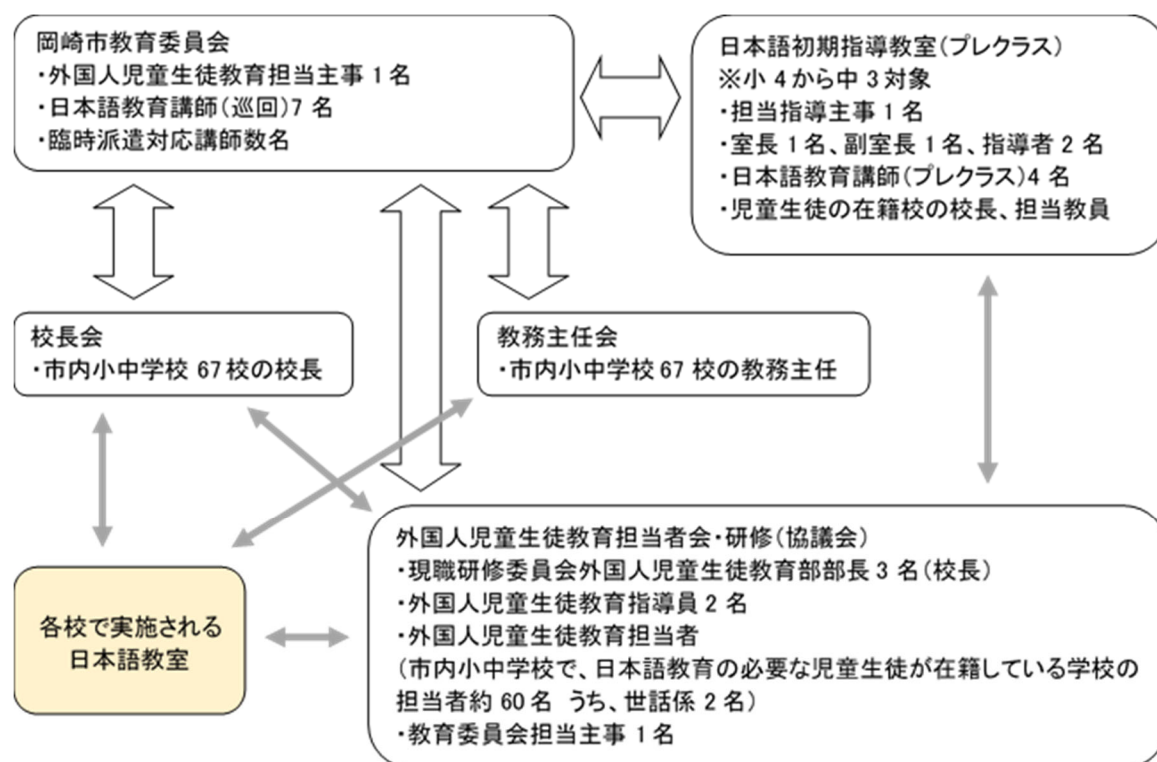 岡崎市教育委員会
・外国人児童生徒教育担当主事 1 名
・日本語教育講師(巡回)7 名
・臨時派遣対応講師数名
日本語初期指導教室(プレクラス)
※小 4 から中 3 対象
・担当指導主事 1 名
・室長 1 名、副室長 1 名、指導者 2 名
・日本語教育講師(プレクラス)4 名
・児童生徒の在籍校の校長、担当教員
校長会
・市内小中学校 67 校の校長
教務主任会
・市内小中学校 67 校の教務主任
各校で実施される
日本語教室
外国人児童生徒教育担当者会・研修(協議会)
・現職研修委員会外国人児童生徒教育部部長 3 名(校長)
・外国人児童生徒教育指導員 2 名
・外国人児童生徒教育担当者
(市内小中学校で、日本語教育の必要な児童生徒が在籍している学校の
担当者約 60 名 うち、世話係 2 名)
・教育委員会担当主事 1 名